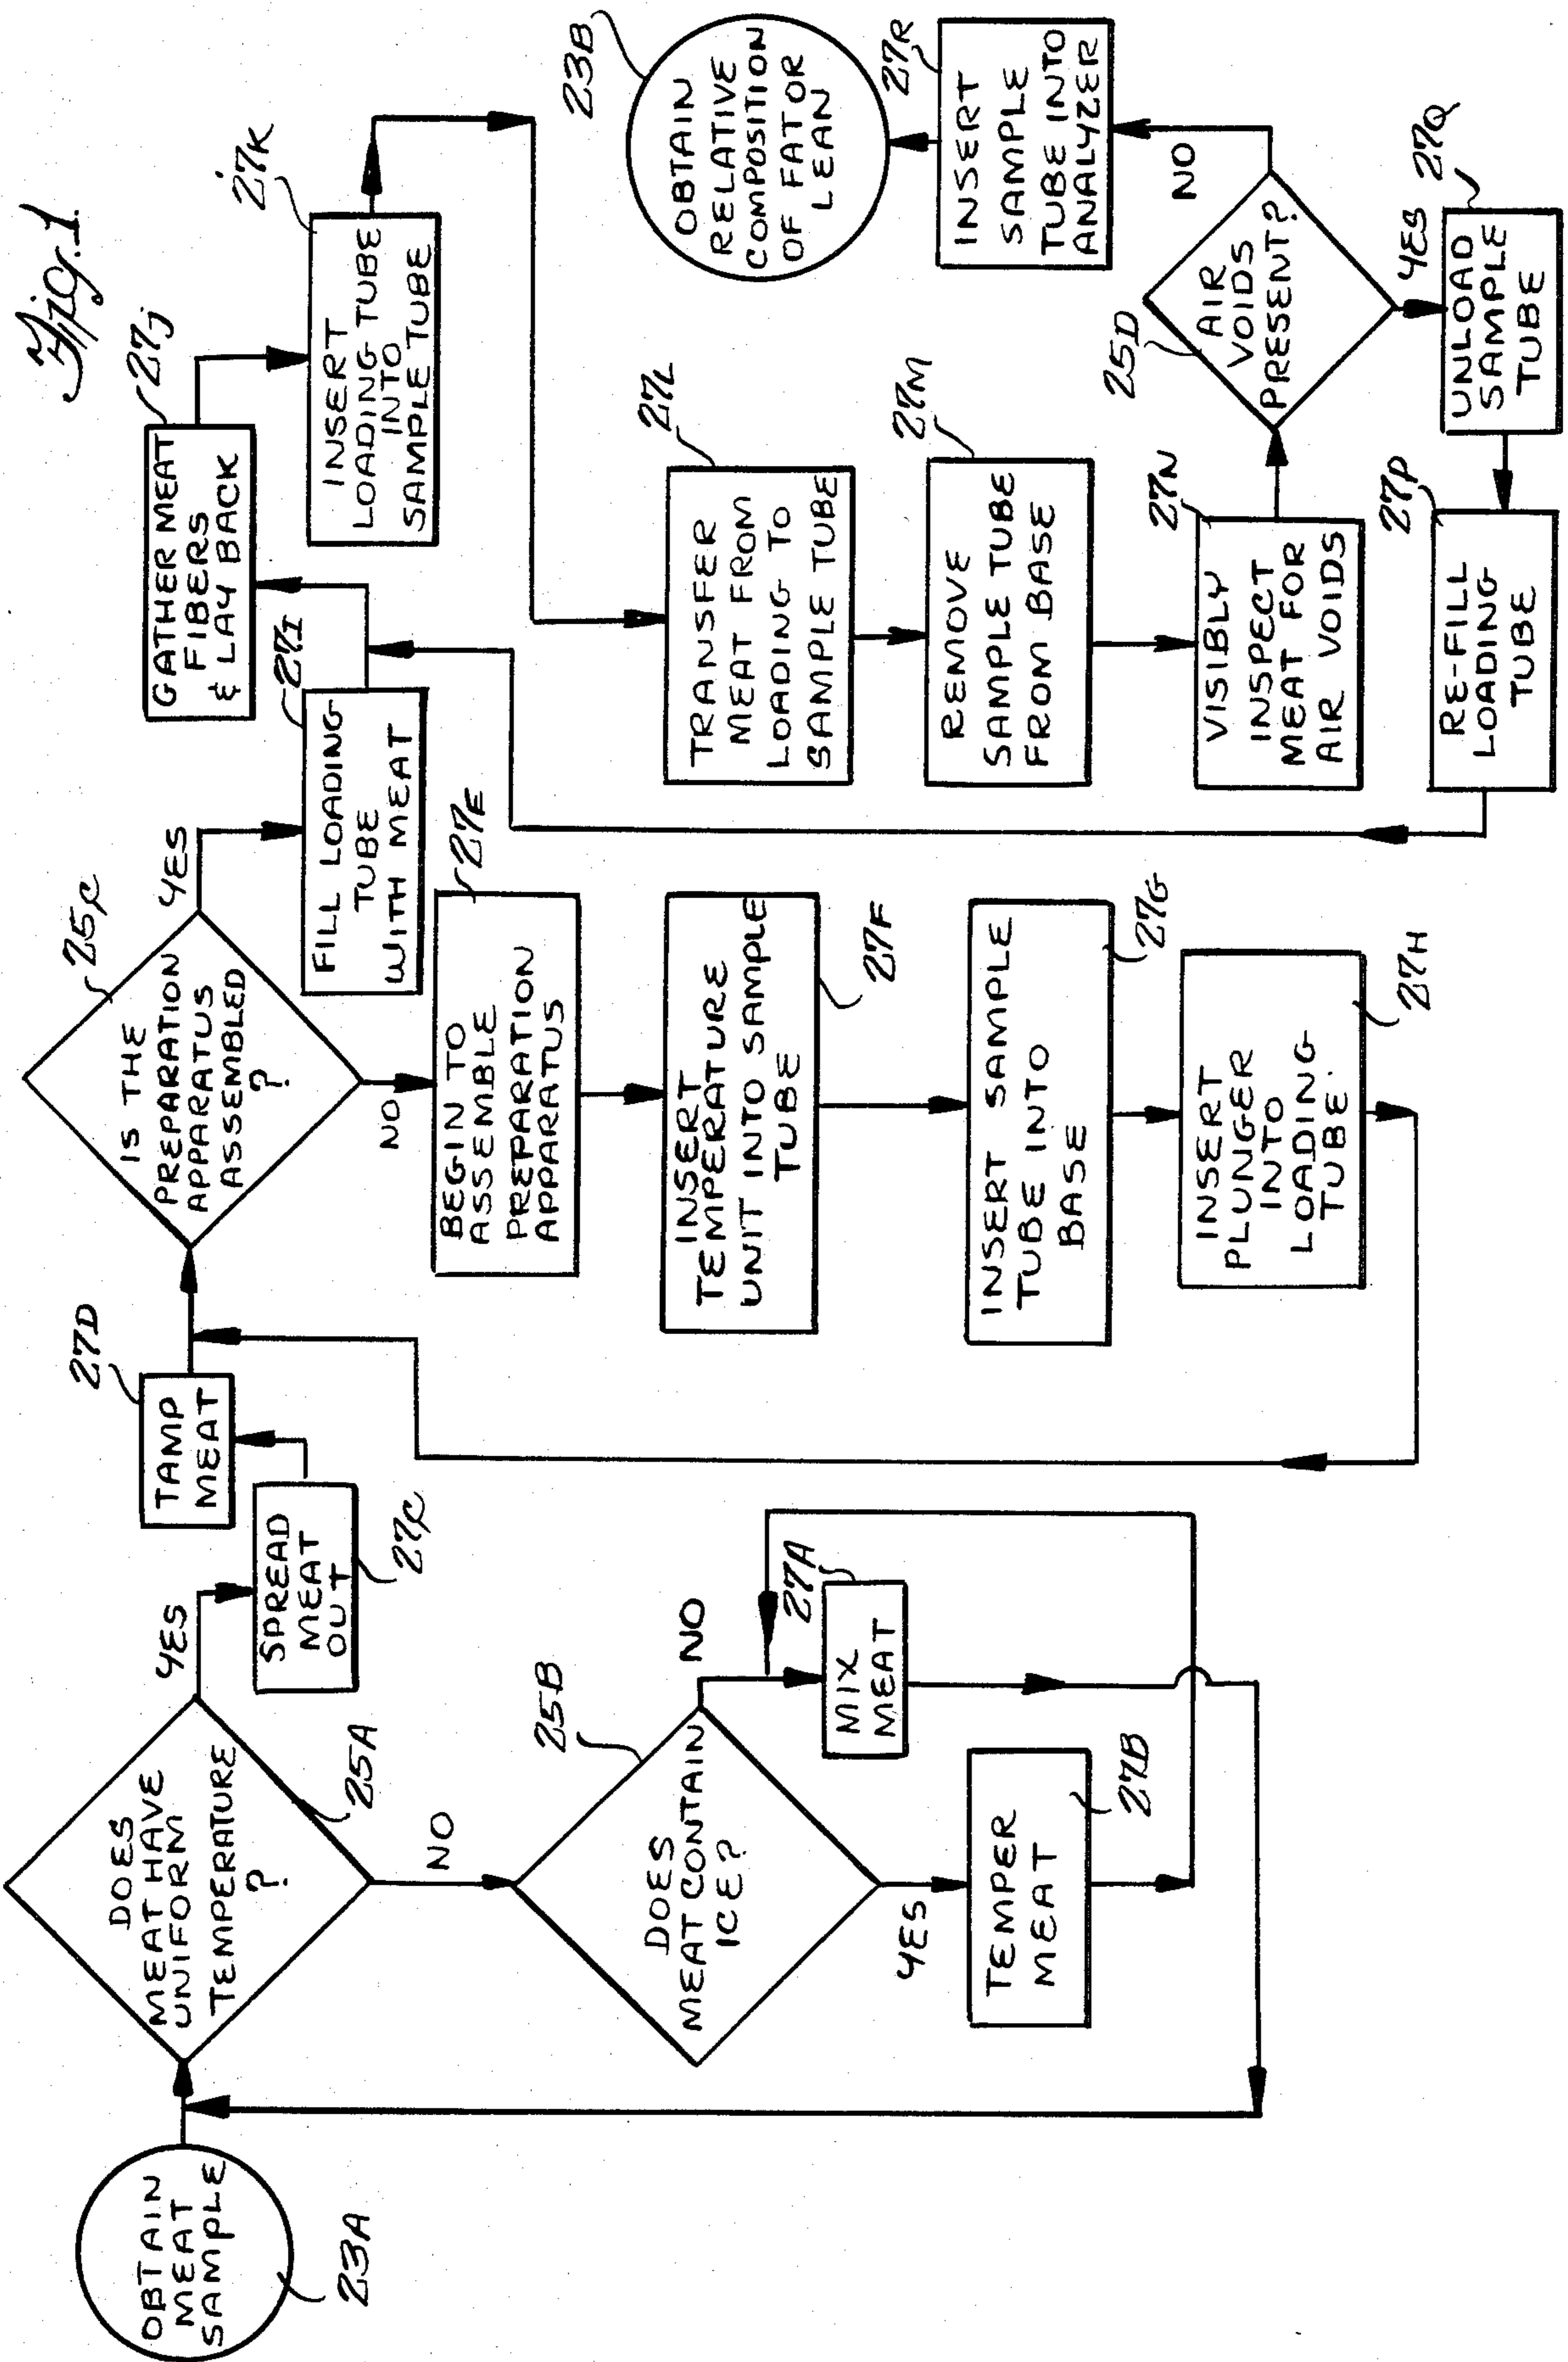 Fig. 1
OBTAIN
MEAT
SAMPLE
23A
DOES
MEAT HAVE
UNIFORM
TEMPERATURE
?
25A
YES
NO
SPREAD
MEAT
OUT
27C
TAMP
MEAT
27D
DOES
MEAT CONTAIN
ICE?
25B
NO
YES
MIX
MEAT
27A
TEMPER
MEAT
27B
IS THE
PREPARATION
APPARATUS
ASSEMBLED
?
25C
YES
NO
BEGIN TO
ASSEMBLE
PREPARATION
APPARATUS
27E
INSERT
TEMPERATURE
UNIT INTO SAMPLE
TUBE
27F
INSERT SAMPLE
TUBE INTO
BASE
27G
INSERT
PLUNGER
INTO
LOADING
TUBE
27H
FILL LOADING
TUBE
WITH MEAT
27I
GATHER MEAT
FIBERS
& LAY BACK
27j
INSERT
LOADING TUBE
INTO
SAMPLE TUBE
27K
TRANSFER
MEAT FROM
LOADING TO
SAMPLE TUBE
27L
REMOVE
SAMPLE TUBE
FROM BASE
27M
VISIBLY
INSPECT
MEAT FOR
AIR VOIDS
27N
AIR
VOIDS
PRESENT?
25D
NO
YES
UNLOAD
SAMPLE
TUBE
27Q
RE-FILL
LOADING
TUBE
27P
INSERT
SAMPLE
TUBE INTO
ANALYZER
27R
OBTAIN
RELATIVE
COMPOSITION
OF FAT OR
LEAN
23B